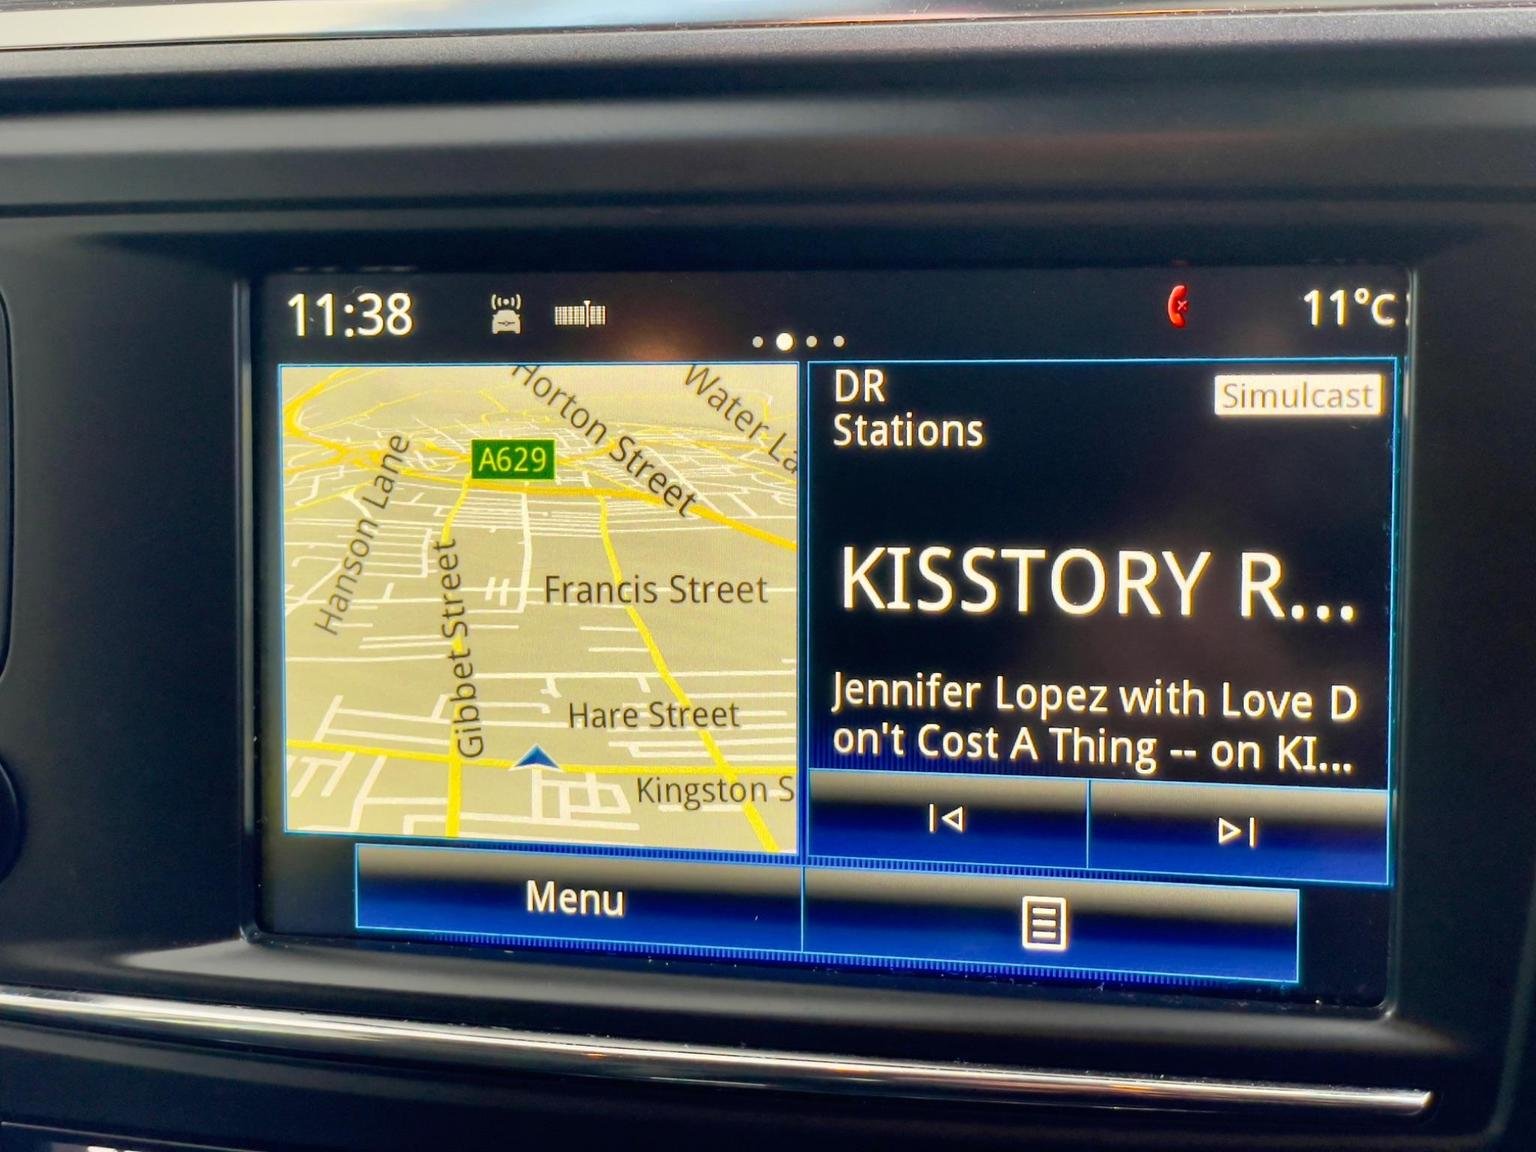 11:38
11°C
DR
Stations
Simulcast
KISSTORY R...
Jennifer Lopez with Love D
on't Cost A Thing -- on KI...
Horton Street
Water La
A629
Hanson Lane
Gibbet Street
Francis Street
Hare Street
Kingston S
Menu